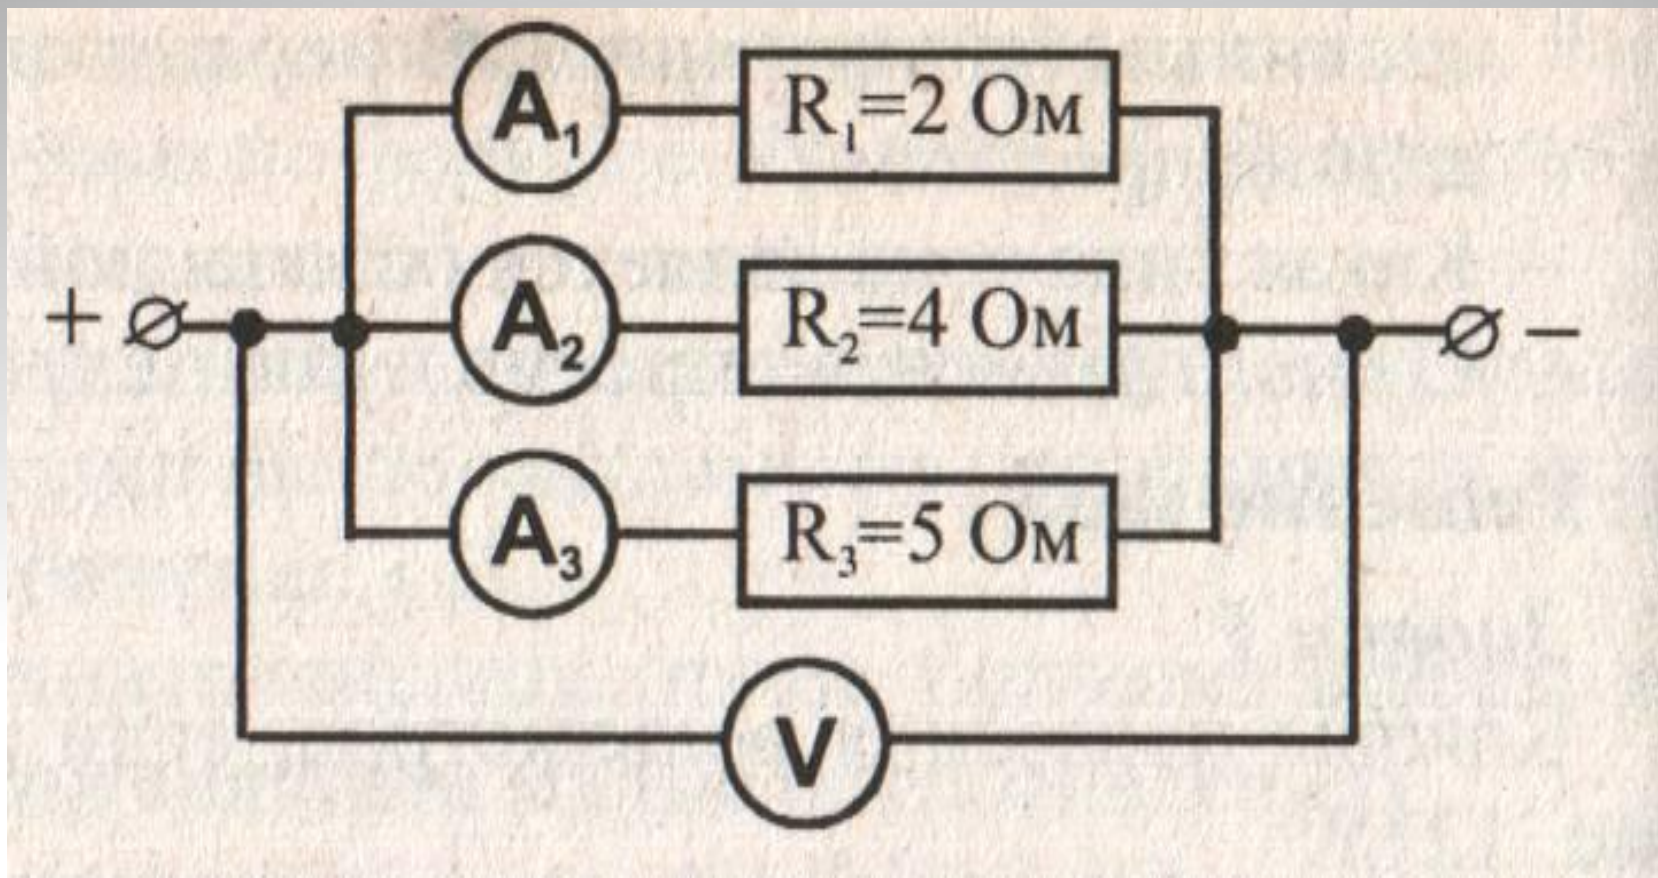 A₁ R₁=2 Ом
+ A₂ R₂=4 Ом −
A₃ R₃=5 Ом
V